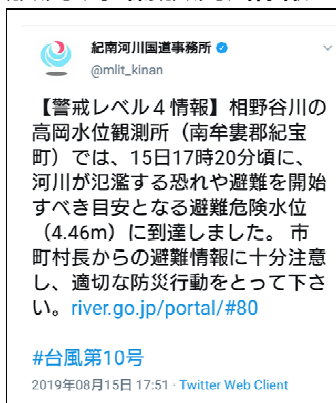 紀南河川国道事務所
@mlit_kinan
【警戒レベル４情報】相野谷川の
高岡水位観測所（南牟婁郡紀宝
町）では、15日17時20分頃に、
河川が氾濫する恐れや避難を開始
すべき目安となる避難危険水位
（4.46m）に到達しました。 市
町村長からの避難情報に十分注意
し、適切な防災行動をとって下さ
い。river.go.jp/portal/#80
#台風第10号
2019年08月15日 17:51 · Twitter Web Client